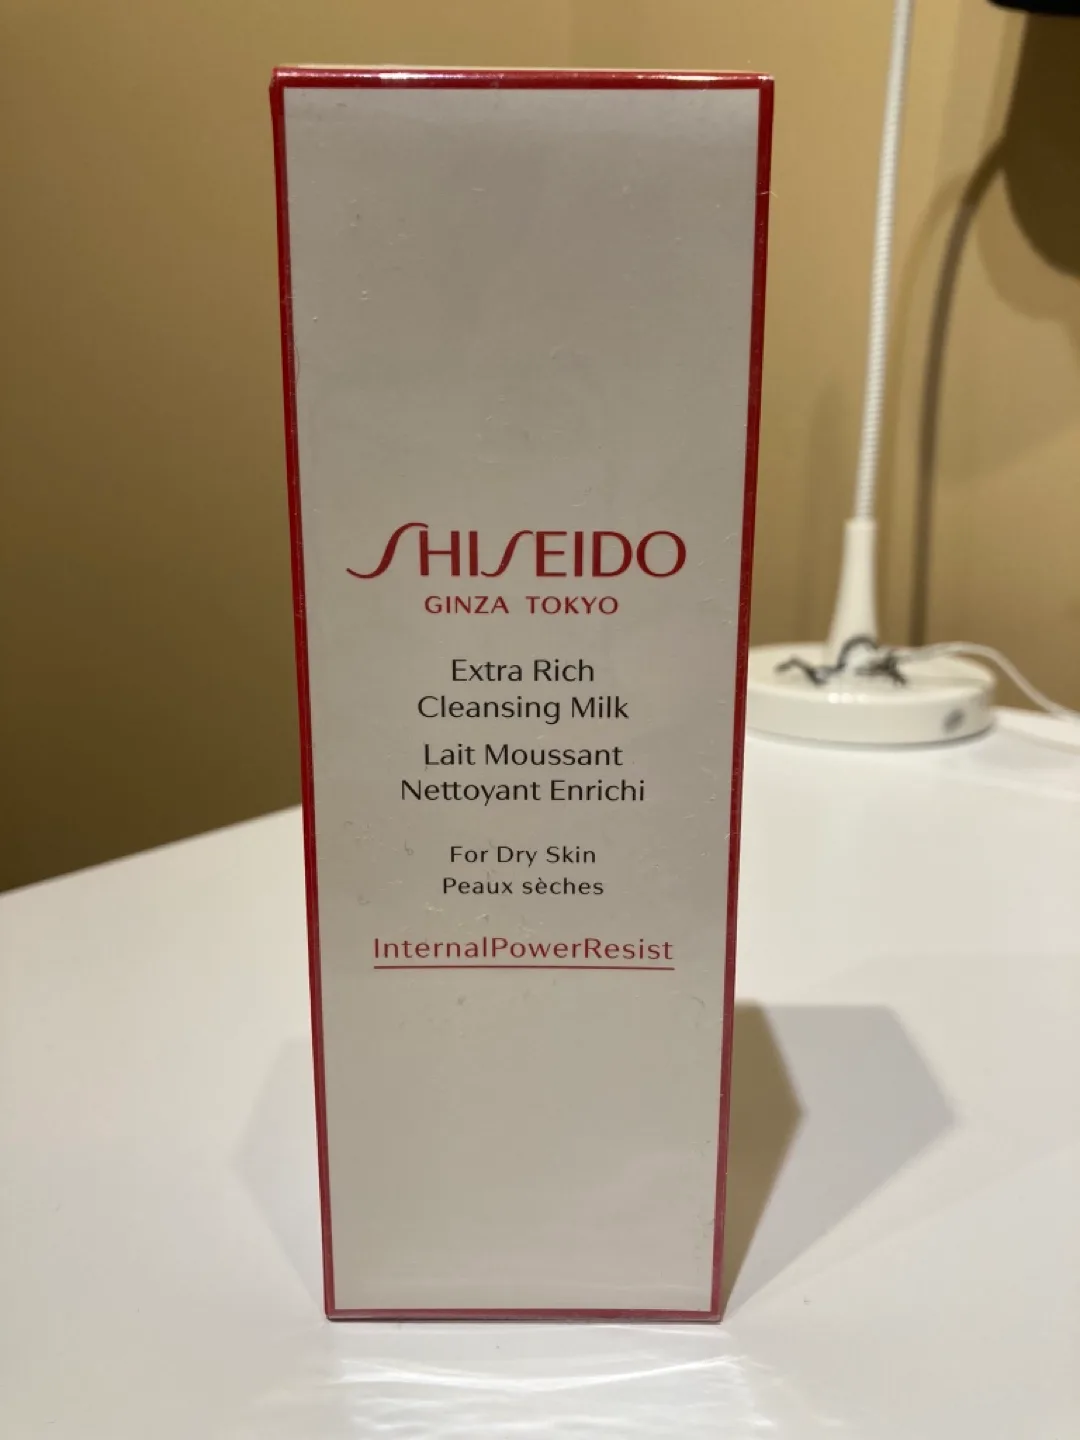 SHISEIDO
GINZA TOKYO
Extra Rich
Cleansing Milk
Lait Moussant
Nettoyant Enrichi
For Dry Skin
Peaux sèches
InternalPowerResist